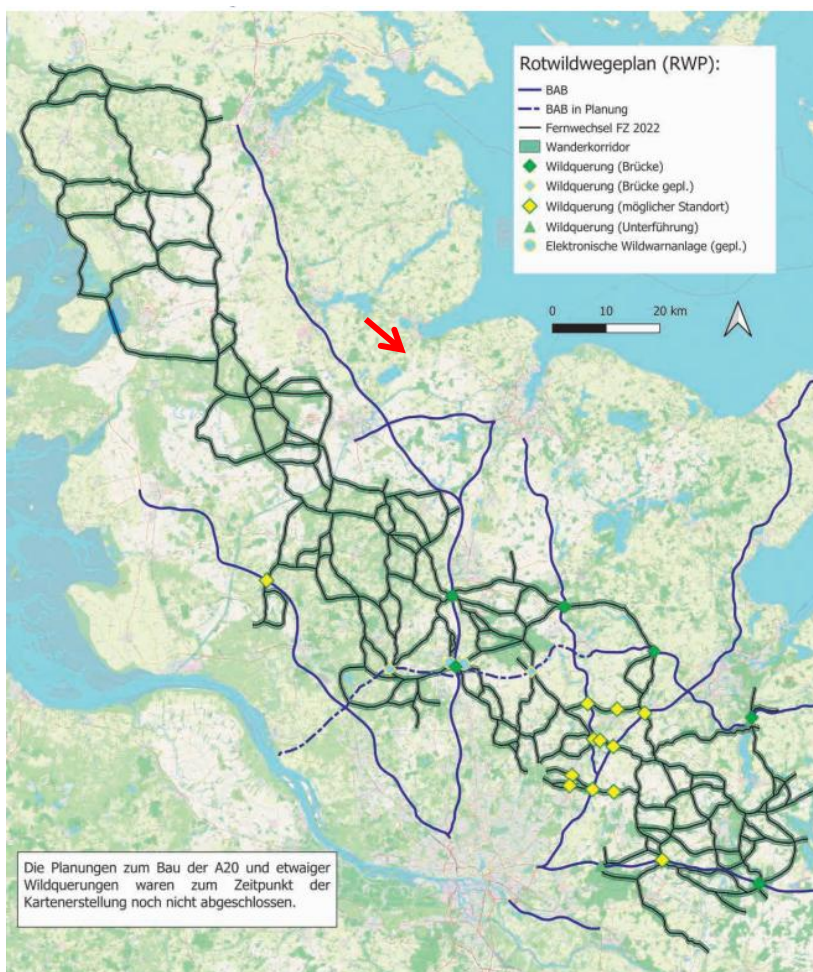 Rotwildwegeplan (RWP):
BAB
BAB in Planung
Fernwechsel FZ 2022
Wanderkorridor
Wildquerung (Brücke)
Wildquerung (Brücke gepl.)
Wildquerung (möglicher Standort)
Wildquerung (Unterführung)
Elektronische Wildwarnanlage (gepl.)
0 10 20 km
Die Planungen zum Bau der A20 und etwaiger
Wildquerungen waren zum Zeitpunkt der
Kartenerstellung noch nicht abgeschlossen.